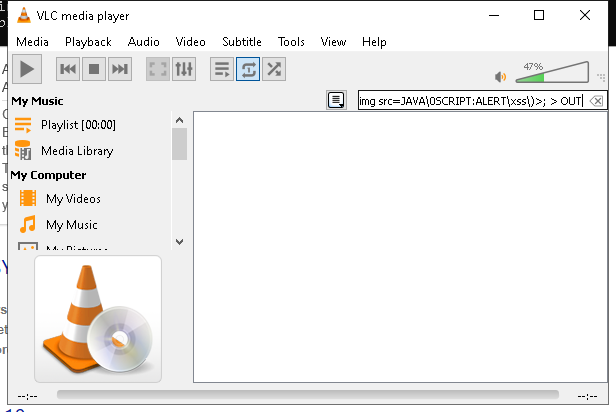 VLC media player
Media Playback Audio Video Subtitle Tools View Help
47%
My Music
img src=JAVA\0SCRIPT:ALERT\xss\)>; > OUT
Playlist [00:00]
Media Library
My Computer
My Videos
My Music
My Pictures
--:-- --:--